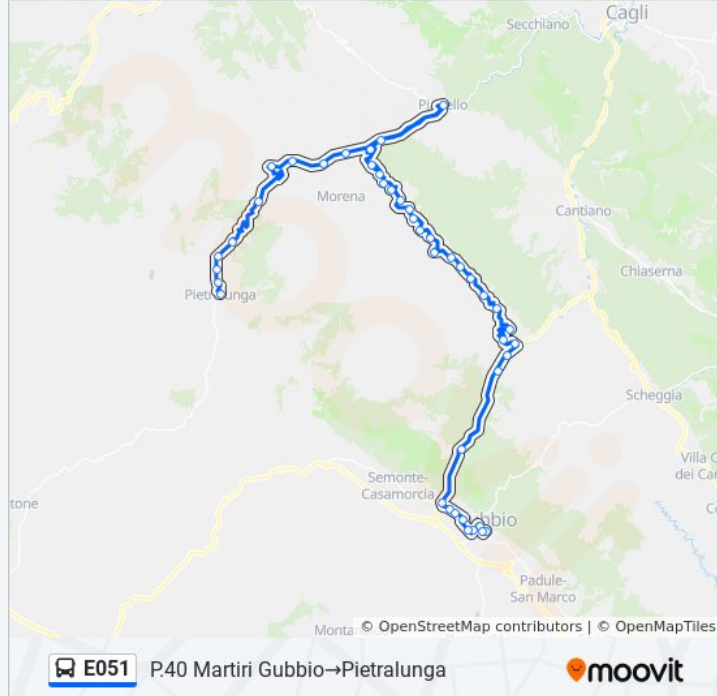 Cagli
Secchiano
Morena
Cantiano
Chiaserna
Scheggia
Semonte-
Casamorcia
tone
Padule-
San Marco
© OpenStreetMap contributors | © OpenMapTiles
E051 P.40 Martiri Gubbio→Pietralunga
moovit